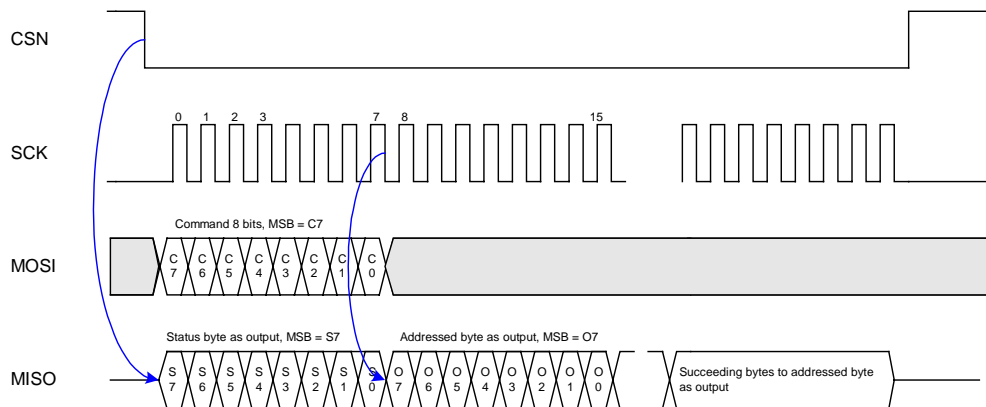 CSN
0 1 2 3 7 8 15
SCK
Command 8 bits, MSB = C7
MOSI
C C C C C C C C
7 6 5 4 3 2 1 0
Status byte as output, MSB = S7 Addressed byte as output, MSB = O7
MISO
S S S S S S S S O O O O O O O O
7 6 5 4 3 2 1 0 7 6 5 4 3 2 1 0
Succeeding bytes to addressed byte
as output